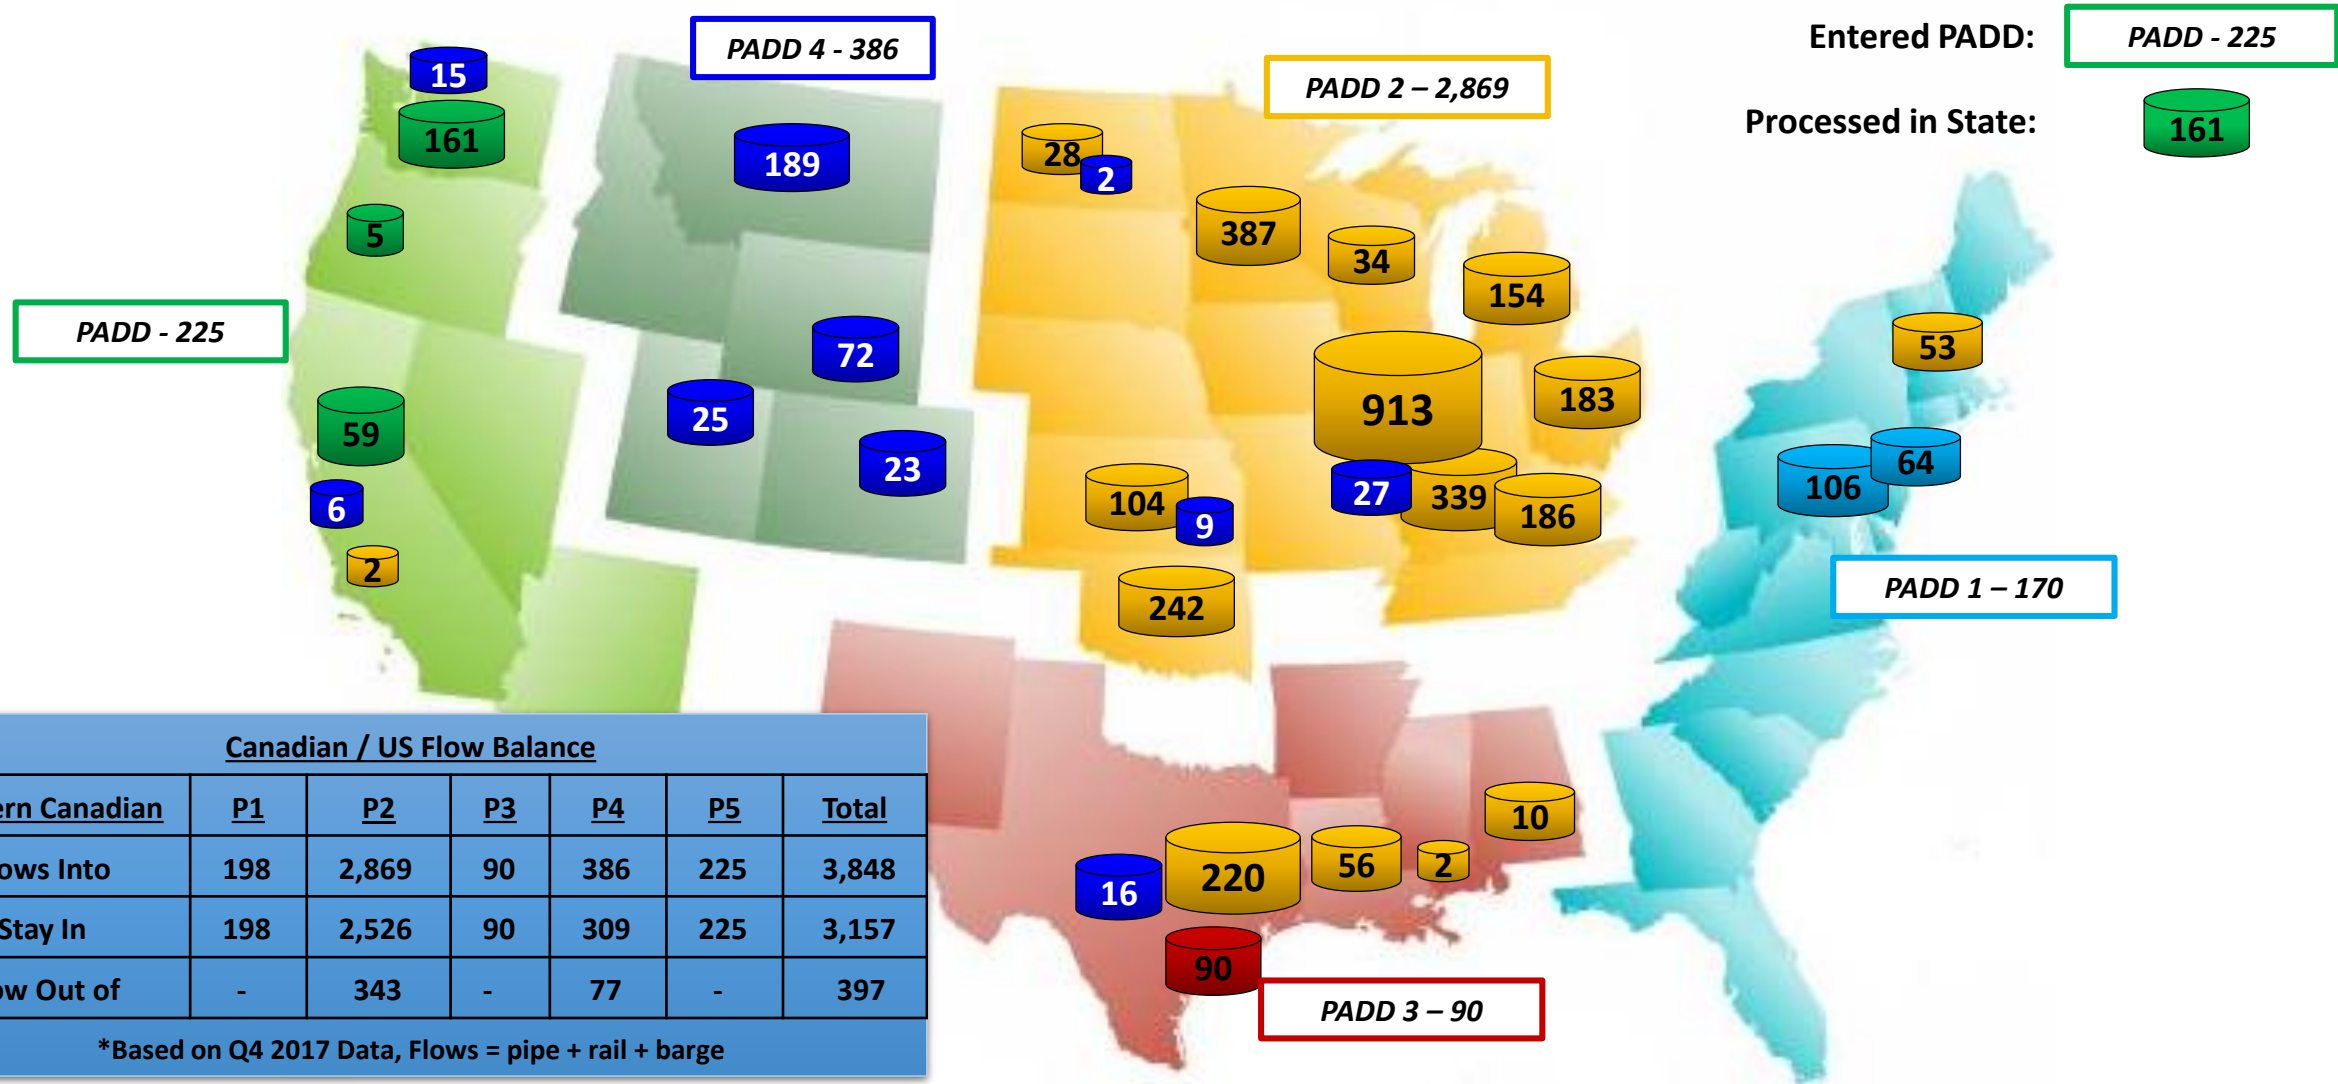 PADD 4 - 386
PADD 2 – 2,869
Entered PADD:
PADD - 225
Processed in State:
161
15
161
189
28
2
5
387
34
154
PADD - 225
72
53
25
913
183
59
23
64
6
104
9
27
339
186
106
2
242
PADD 1 – 170
10
16
220
56
2
90
PADD 3 – 90
Canadian / US Flow Balance
Canadian P1 P2 P3 P4 P5 Total
Into 198 2,869 90 386 225 3,848
Stay In 198 2,526 90 309 225 3,157
Out of - 343 - 77 - 397
*Based on Q4 2017 Data, Flows = pipe + rail + barge